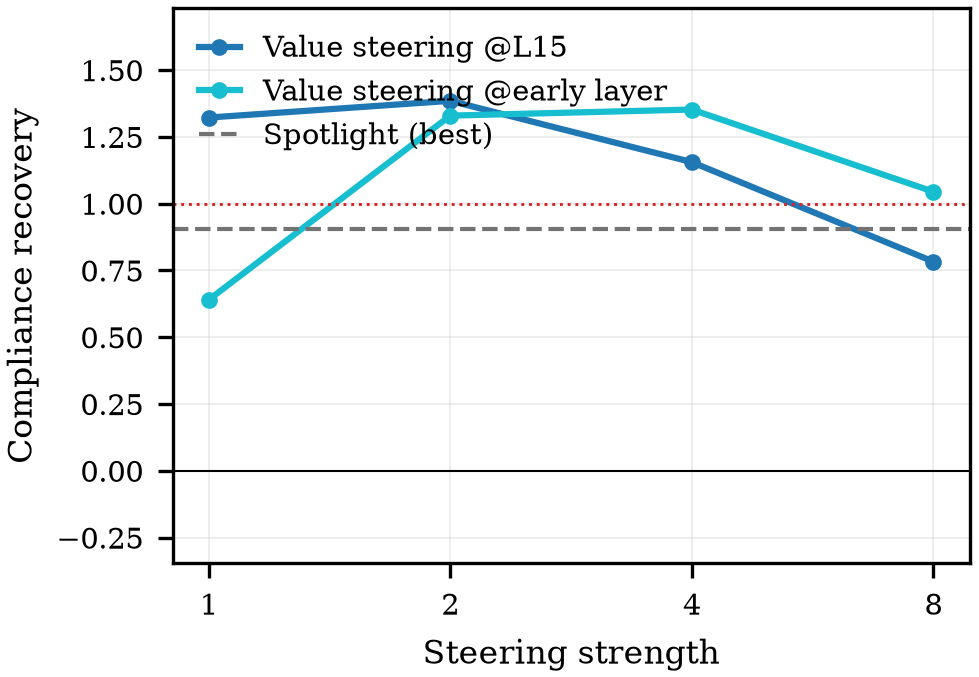 Value steering @L15
Value steering @early layer
Spotlight (best)
Compliance recovery
1.50
1.25
1.00
0.75
0.50
0.25
0.00
−0.25
1 2 4 8
Steering strength